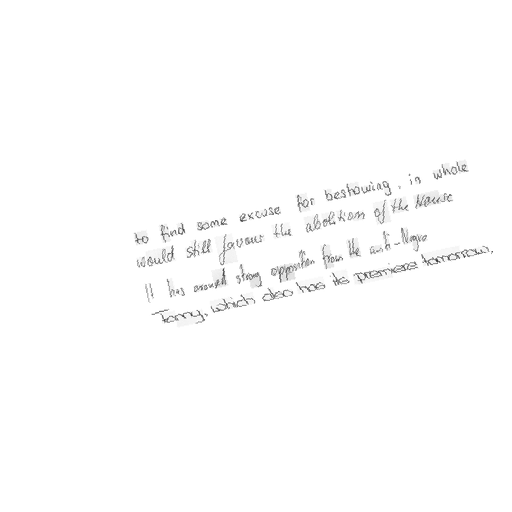 to find some excuse for bestowing, in whole
would still favour the abolition of the House
It has aroused strong opposition from the anti-Negro
Tonny, which also has its premiere tomorrow,